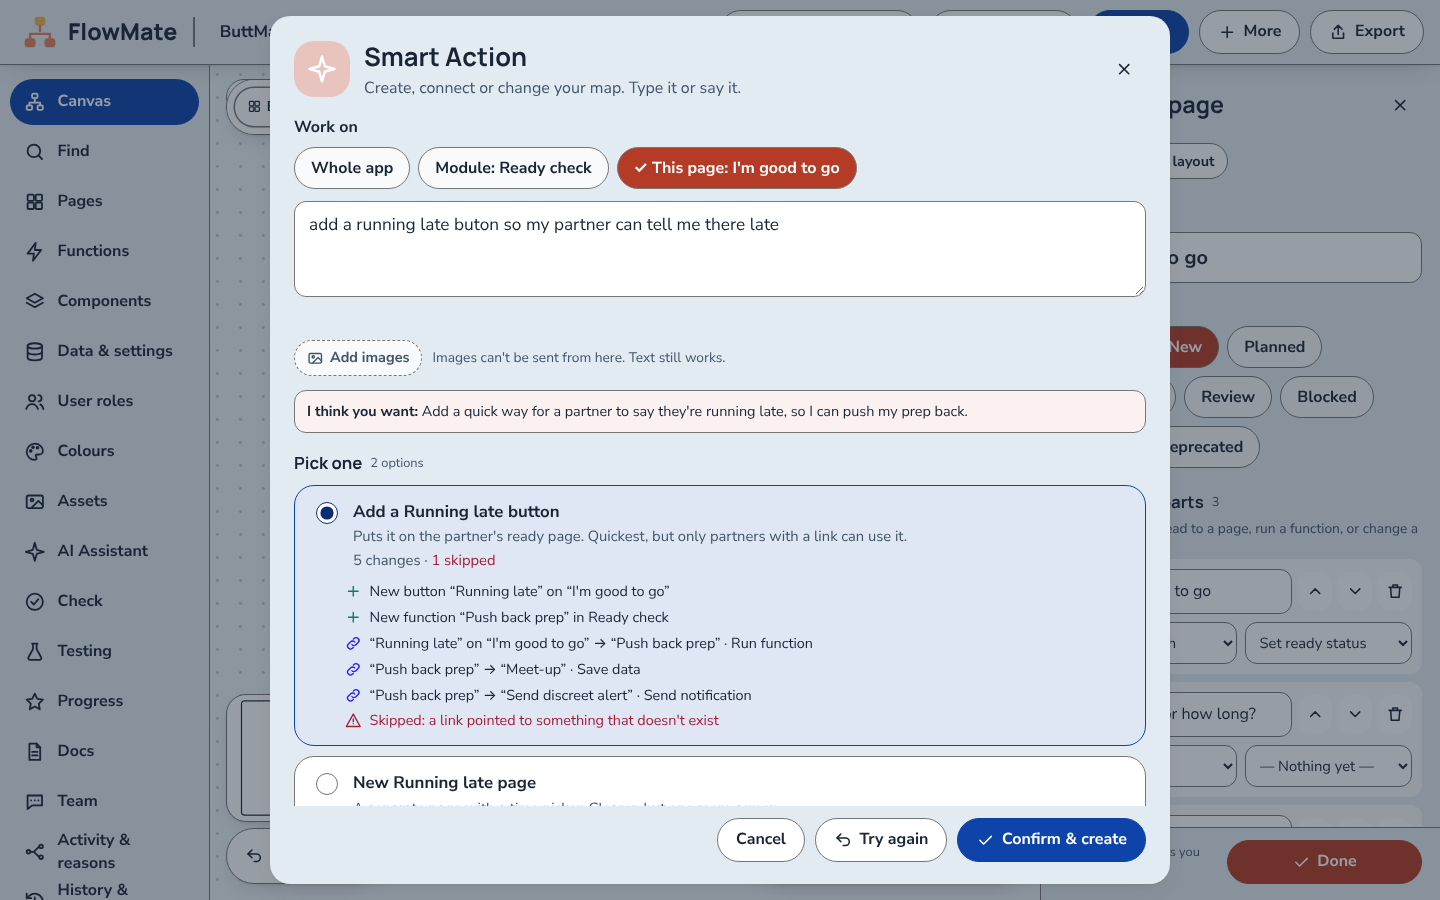 FlowMate
ButtMa
More
Export
Canvas
Find
Pages
Functions
Components
Data & settings
User roles
Colours
Assets
AI Assistant
Check
Testing
Progress
Docs
Team
Activity & reasons
History &
Smart Action
Create, connect or change your map. Type it or say it.
Work on
Whole app
Module: Ready check
This page: I'm good to go
add a running late buton so my partner can tell me there late
Add images
Images can't be sent from here. Text still works.
I think you want: Add a quick way for a partner to say they're running late, so I can push my prep back.
Pick one 2 options
Add a Running late button
Puts it on the partner's ready page. Quickest, but only partners with a link can use it.
5 changes · 1 skipped
New button “Running late” on “I'm good to go”
New function “Push back prep” in Ready check
“Running late” on “I'm good to go” → “Push back prep” · Run function
“Push back prep” → “Meet-up” · Save data
“Push back prep” → “Send discreet alert” · Send notification
Skipped: a link pointed to something that doesn't exist
New Running late page
Cancel
Try again
Confirm & create
page
layout
o go
New
Planned
Review
Blocked
eprecated
arts 3
ead to a page, run a function, or change a
to go
Set ready status
or how long?
— Nothing yet —
s you
Done